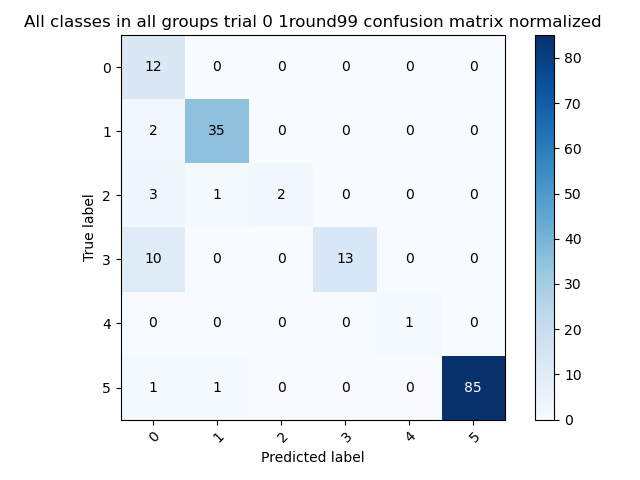 All classes in all groups trial 0 1round99 confusion matrix normalized
0 12 0 0 0 0 0
1 2 35 0 0 0 0
2 3 1 2 0 0 0
3 10 0 0 13 0 0
4 0 0 0 0 1 0
5 1 1 0 0 0 85
0 1 2 3 4 5
Predicted label
True label
80
70
60
50
40
30
20
10
0